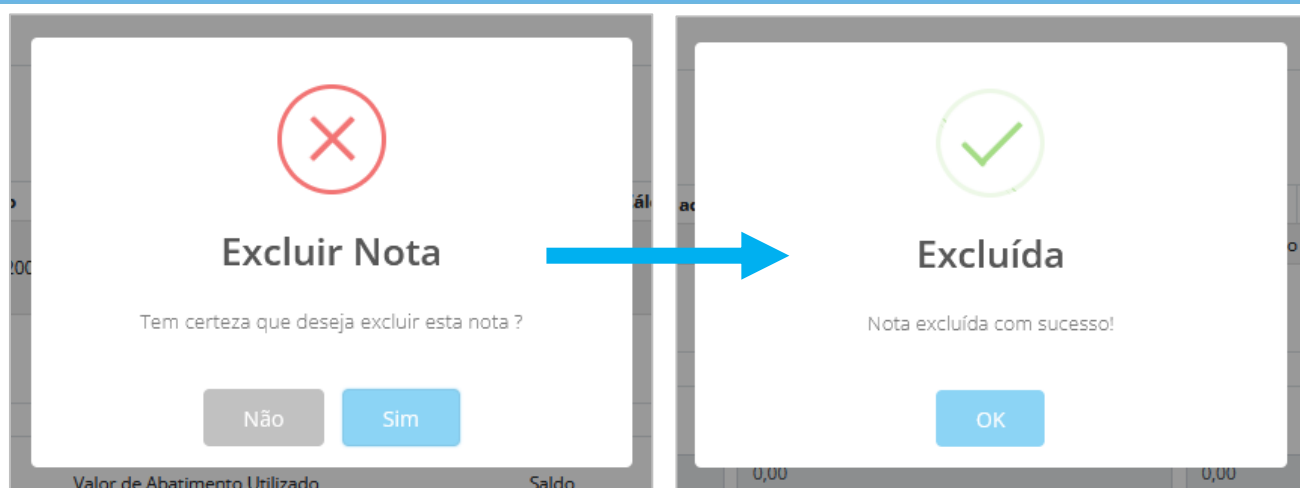 Excluir Nota
Tem certeza que deseja excluir esta nota ?
Não
Sim
Valor de Abatimento Utilizado
Saldo
Excluída
Nota excluída com sucesso!
OK
0,00
0,00